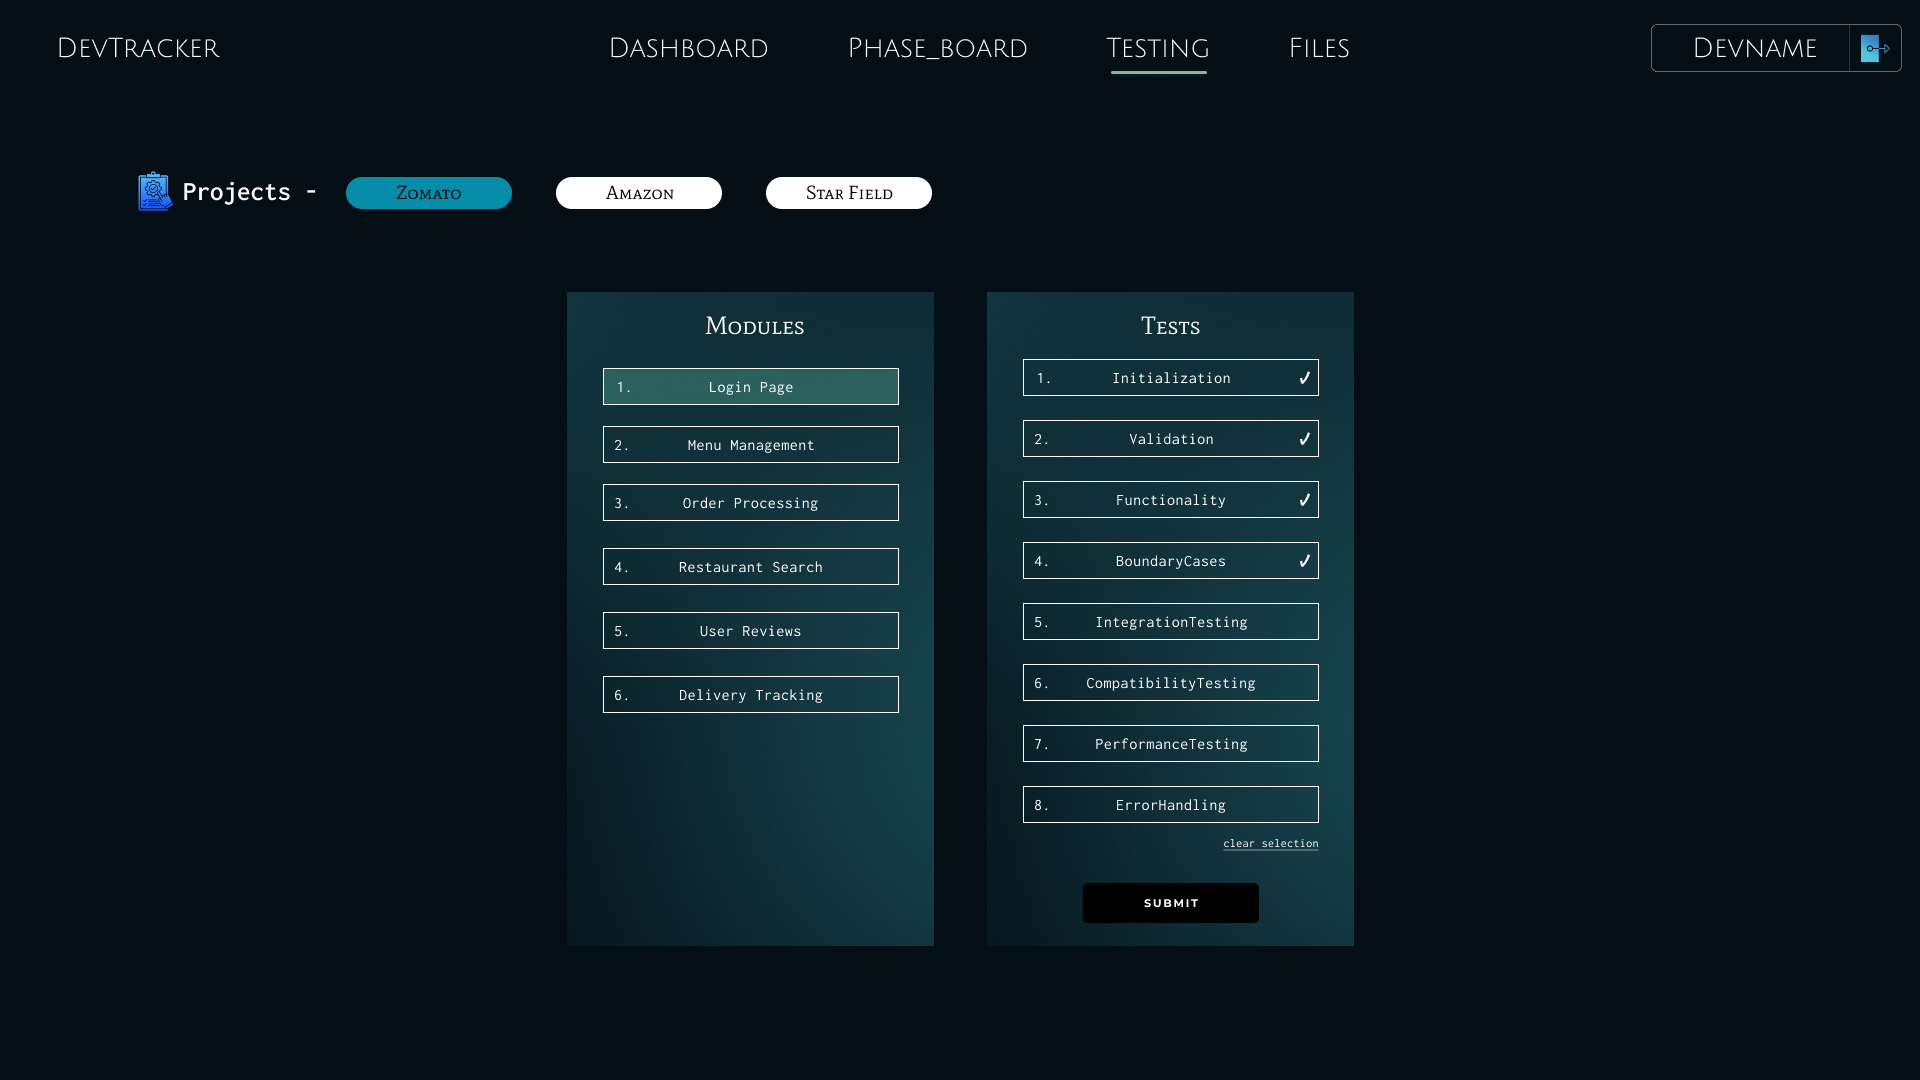 DevTracker
Dashboard
Phase_board
Testing
Files
Devname
Projects -
Zomato
Amazon
Star Field
Modules
1. Login Page
2. Menu Management
3. Order Processing
4. Restaurant Search
5. User Reviews
6. Delivery Tracking
Tests
1. Initialization ✓
2. Validation ✓
3. Functionality ✓
4. BoundaryCases ✓
5. IntegrationTesting
6. CompatibilityTesting
7. PerformanceTesting
8. ErrorHandling
clear selection
SUBMIT